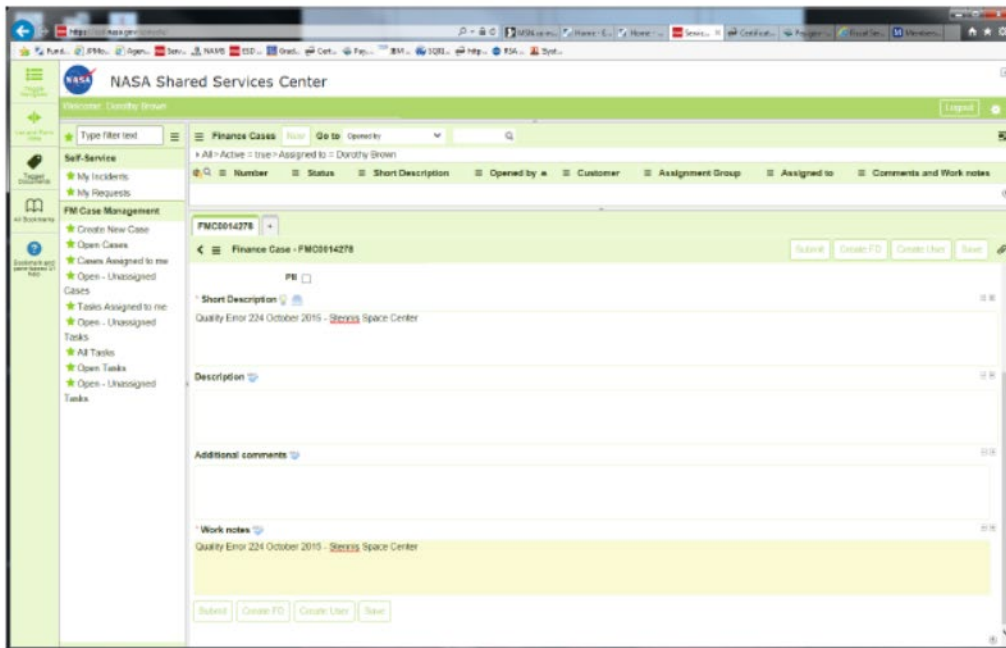 NASA Shared Services Center
Welcome: Dorothy Brown
Logout
Type filter text
Self-Service
My Incidents
My Requests
FM Case Management
Create New Case
Open Cases
Cases Assigned to me
Open - Unassigned
Cases
Tasks Assigned to me
Open - Unassigned
Tasks
All Tasks
Open Tasks
Open - Unassigned
Tasks
Tagged
Documents
All Bookmarks
Finance Cases New Go to Opened by
All > Active = true > Assigned to = Dorothy Brown
Number Status Short Description Opened by Customer Assignment Group Assigned to Comments and Work notes
FMC0014278 +
Finance Case - FMC0014278
Submit Create FD Create User Save
PII
* Short Description
Quality Error 224 October 2015 - Stennis Space Center
Description
Additional comments
* Work notes
Quality Error 224 October 2015 - Stennis Space Center
Submit Create FD Create User Save